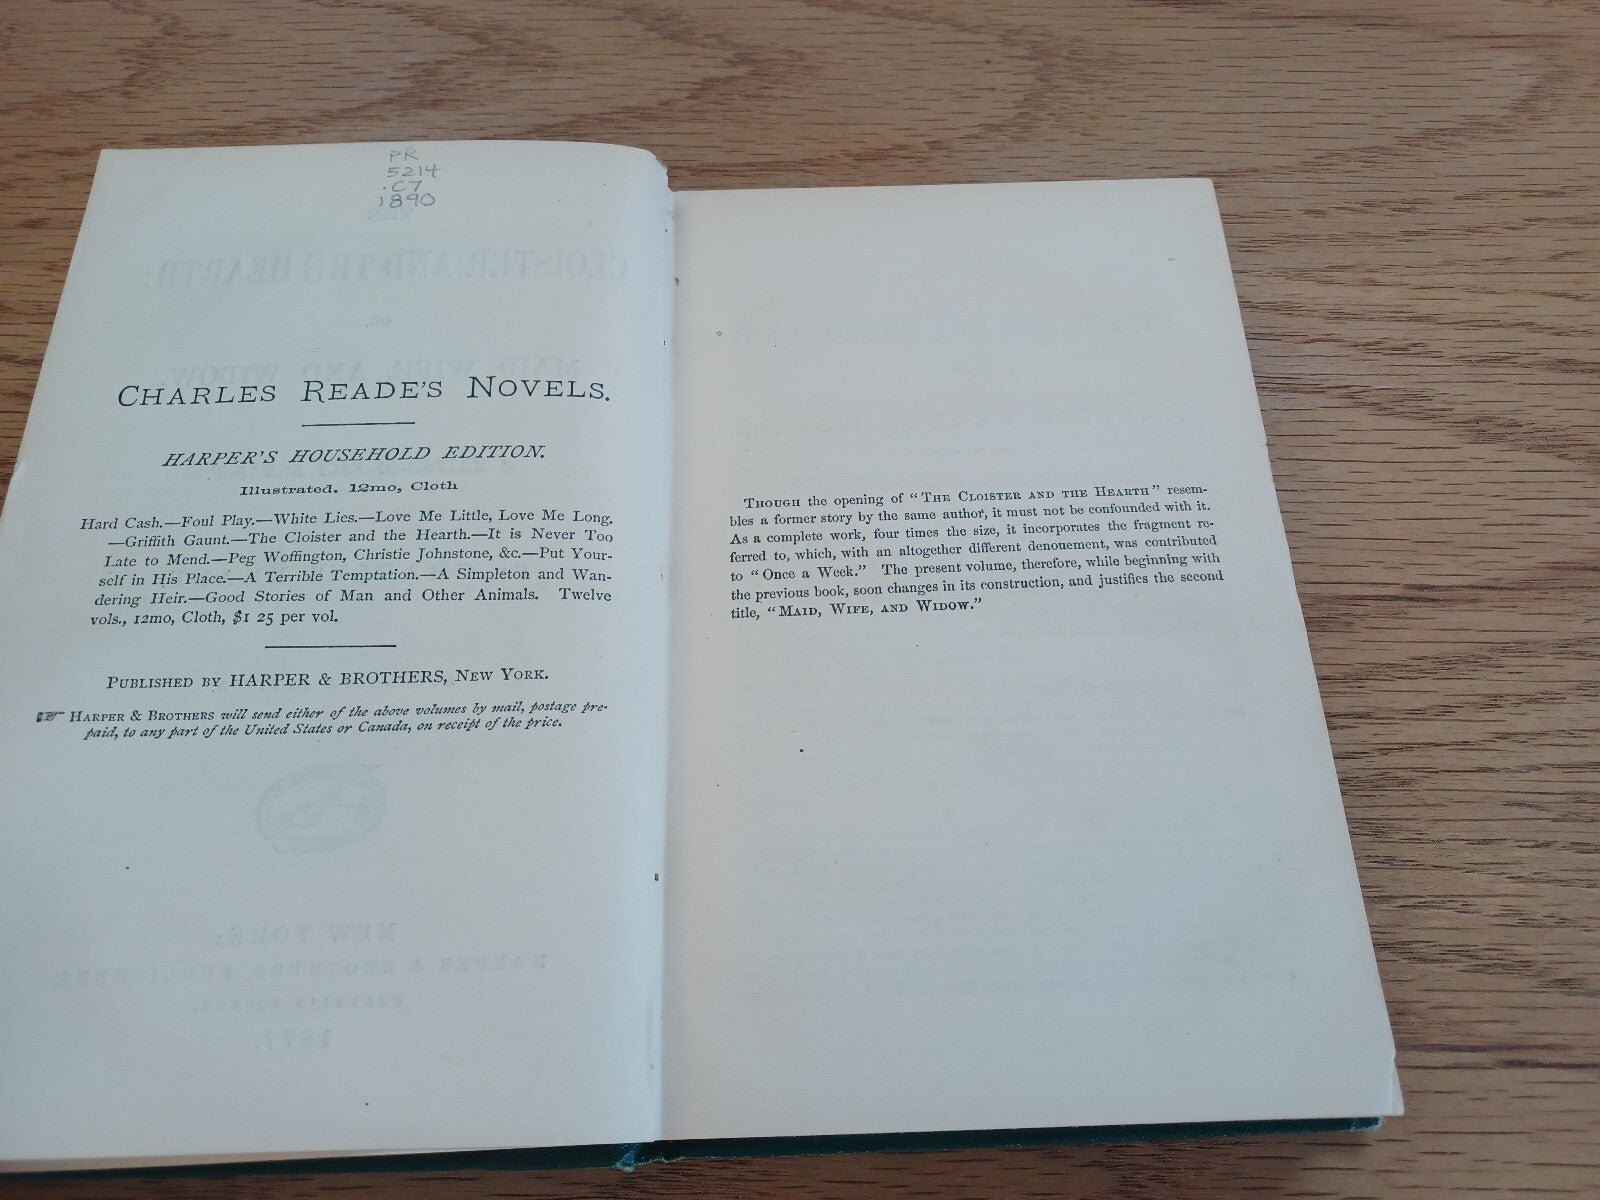 PR
5214
.C7
1890
CHARLES READE'S NOVELS.
HARPER'S HOUSEHOLD EDITION.
Illustrated. 12mo, Cloth
Hard Cash.—Foul Play.—White Lies.—Love Me Little, Love Me Long.
—Griffith Gaunt.—The Cloister and the Hearth.—It is Never Too
Late to Mend.—Peg Woffington, Christie Johnstone, &c.—Put Your-
self in His Place.—A Terrible Temptation.—A Simpleton and Wan-
dering Heir.—Good Stories of Man and Other Animals. Twelve
vols., 12mo, Cloth, $1 25 per vol.
PUBLISHED BY HARPER & BROTHERS, NEW YORK.
☞ HARPER & BROTHERS will send either of the above volumes by mail, postage pre-
paid, to any part of the United States or Canada, on receipt of the price.
THOUGH the opening of "THE CLOISTER AND THE HEARTH" resem-
bles a former story by the same author, it must not be confounded with it.
As a complete work, four times the size, it incorporates the fragment re-
ferred to, which, with an altogether different denouement, was contributed
to "Once a Week." The present volume, therefore, while beginning with
the previous book, soon changes in its construction, and justifies the second
title, "MAID, WIFE, AND WIDOW."